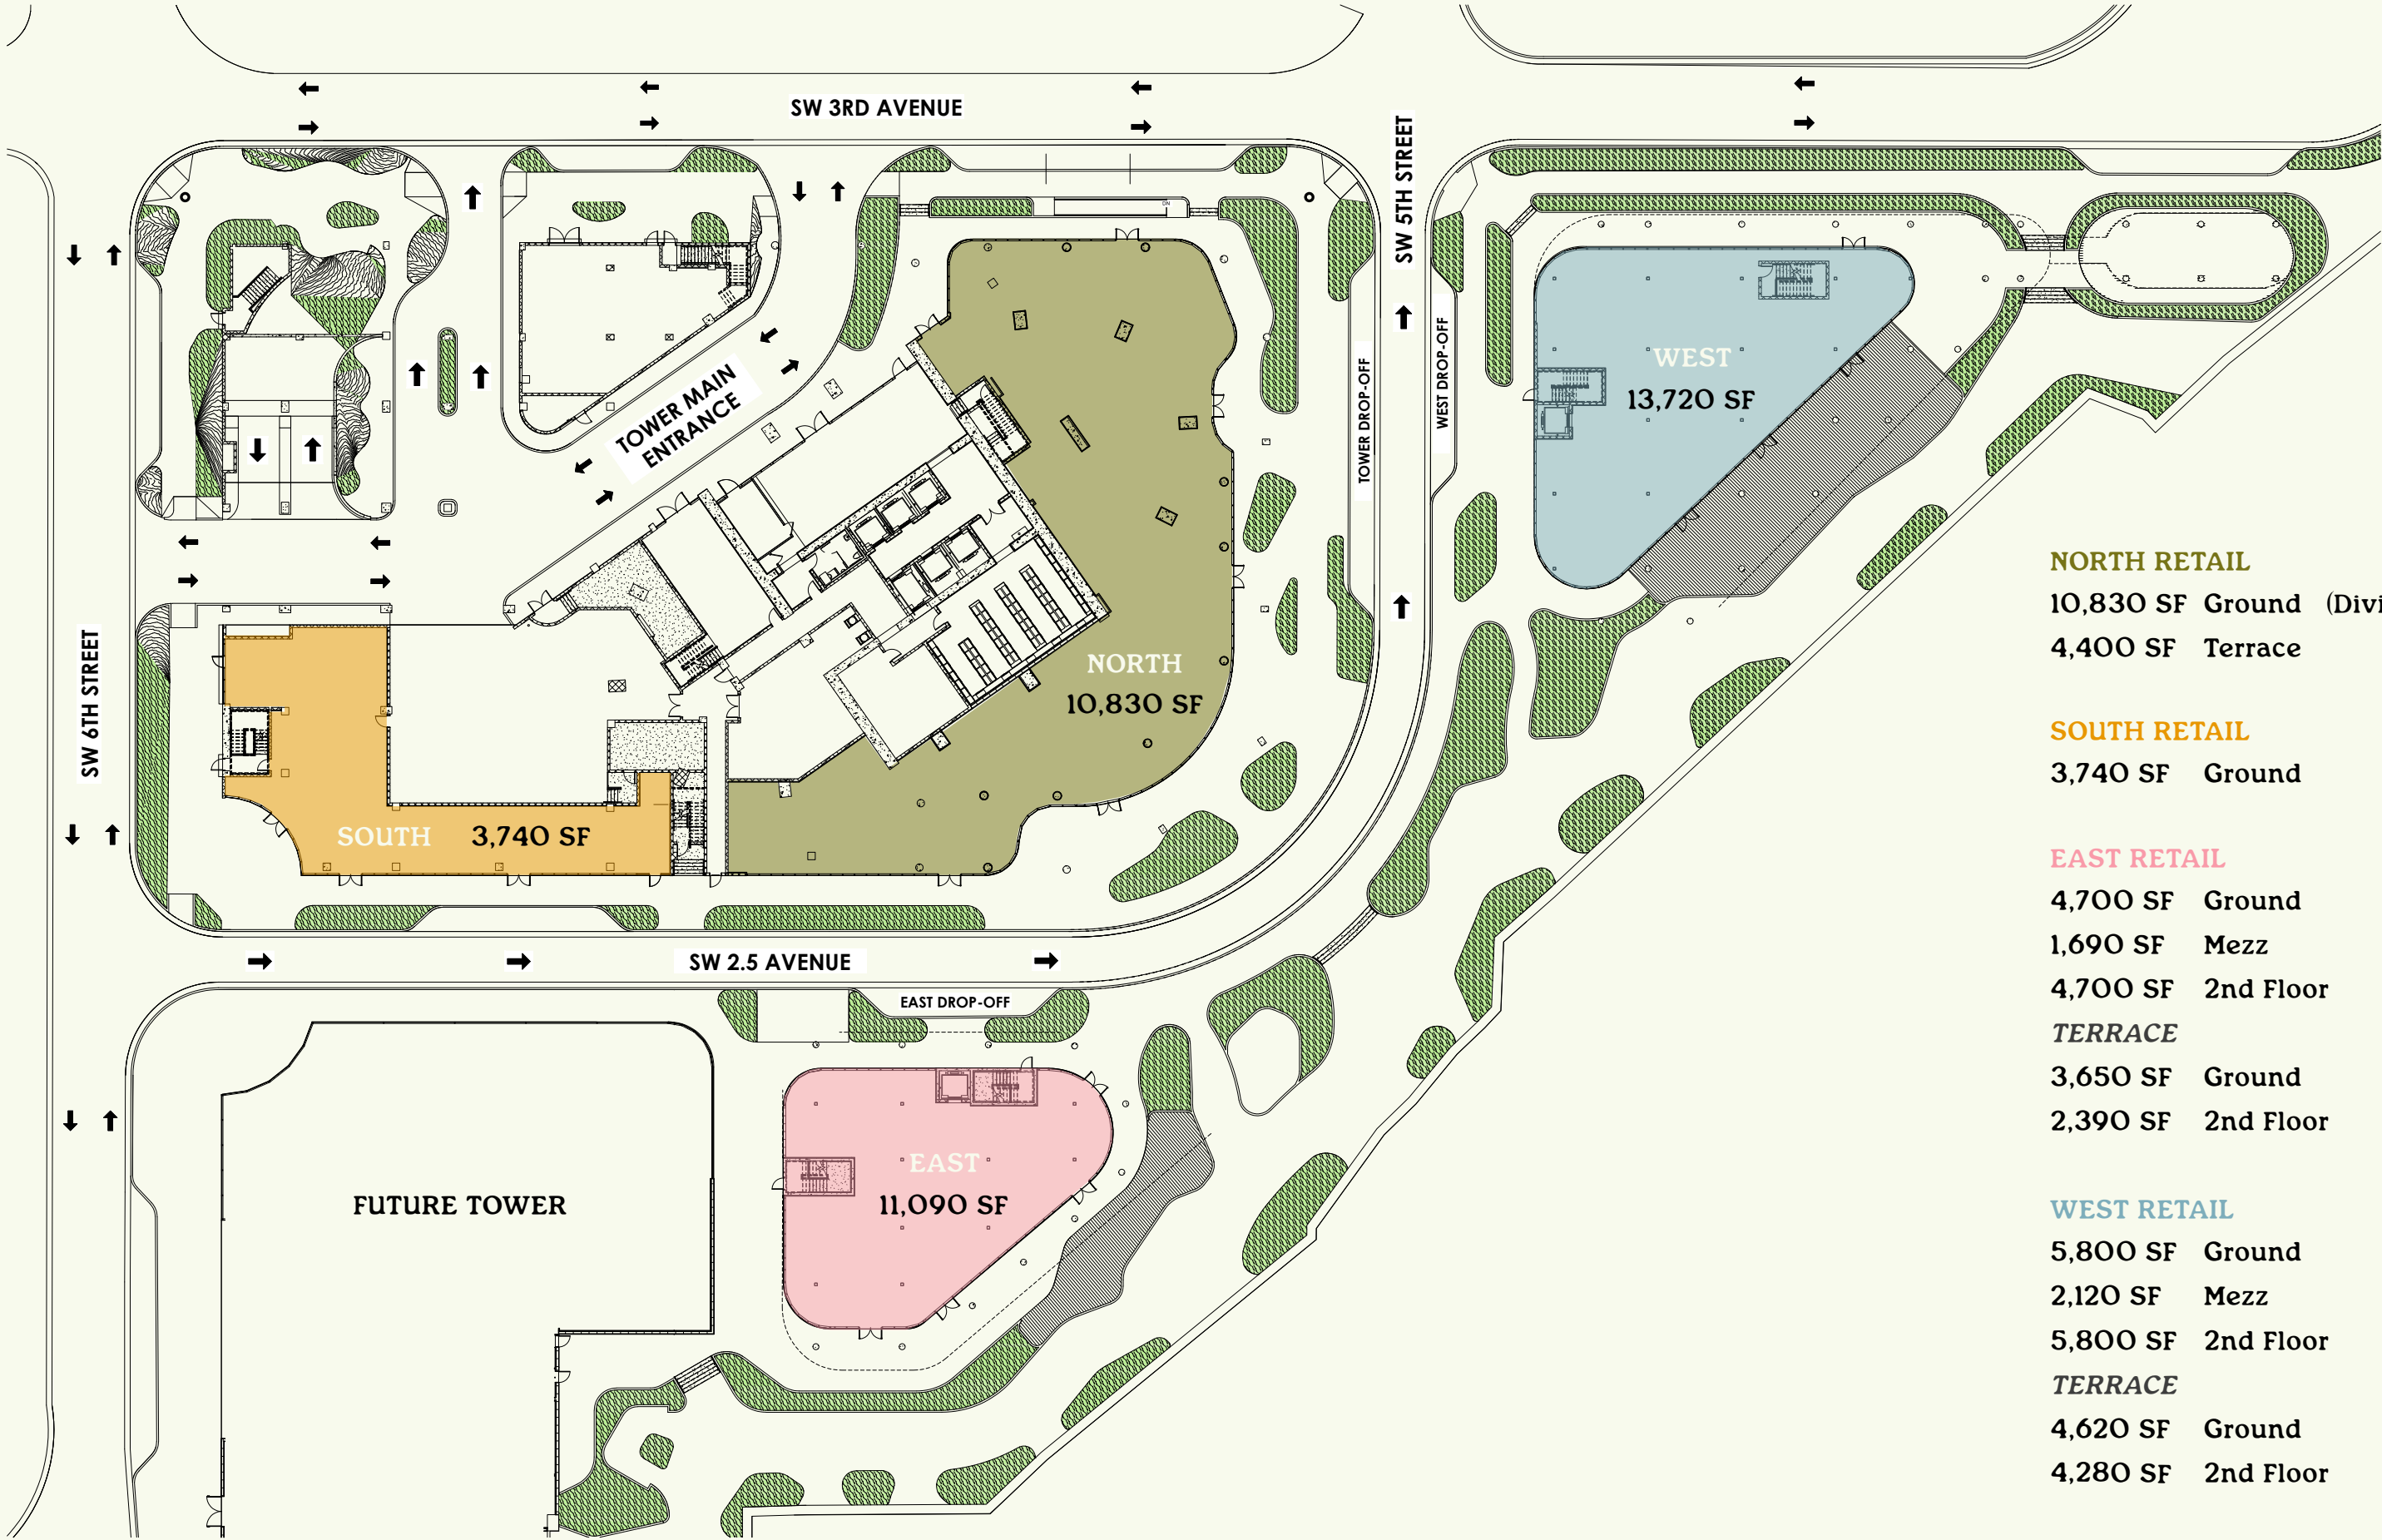 SW 3RD AVENUE
SW 5TH STREET
TOWER MAIN
ENTRANCE
TOWER DROP-OFF
WEST DROP-OFF
WEST
13,720 SF
NORTH
10,830 SF
SW 6TH STREET
SOUTH 3,740 SF
SW 2.5 AVENUE
EAST DROP-OFF
EAST
11,090 SF
FUTURE TOWER
NORTH RETAIL
10,830 SF Ground (Divi
4,400 SF Terrace
SOUTH RETAIL
3,740 SF Ground
EAST RETAIL
4,700 SF Ground
1,690 SF Mezz
4,700 SF 2nd Floor
TERRACE
3,650 SF Ground
2,390 SF 2nd Floor
WEST RETAIL
5,800 SF Ground
2,120 SF Mezz
5,800 SF 2nd Floor
TERRACE
4,620 SF Ground
4,280 SF 2nd Floor